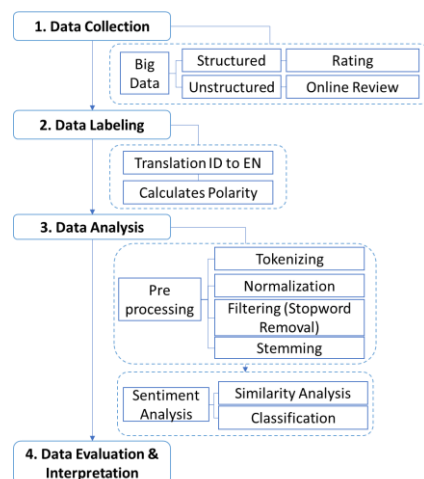 1. Data Collection
Big
Data
Structured
Rating
Unstructured
Online Review
2. Data Labeling
Translation ID to EN
Calculates Polarity
3. Data Analysis
Pre
processing
Tokenizing
Normalization
Filtering (Stopword
Removal)
Stemming
Sentiment
Analysis
Similarity Analysis
Classification
4. Data Evaluation &
Interpretation